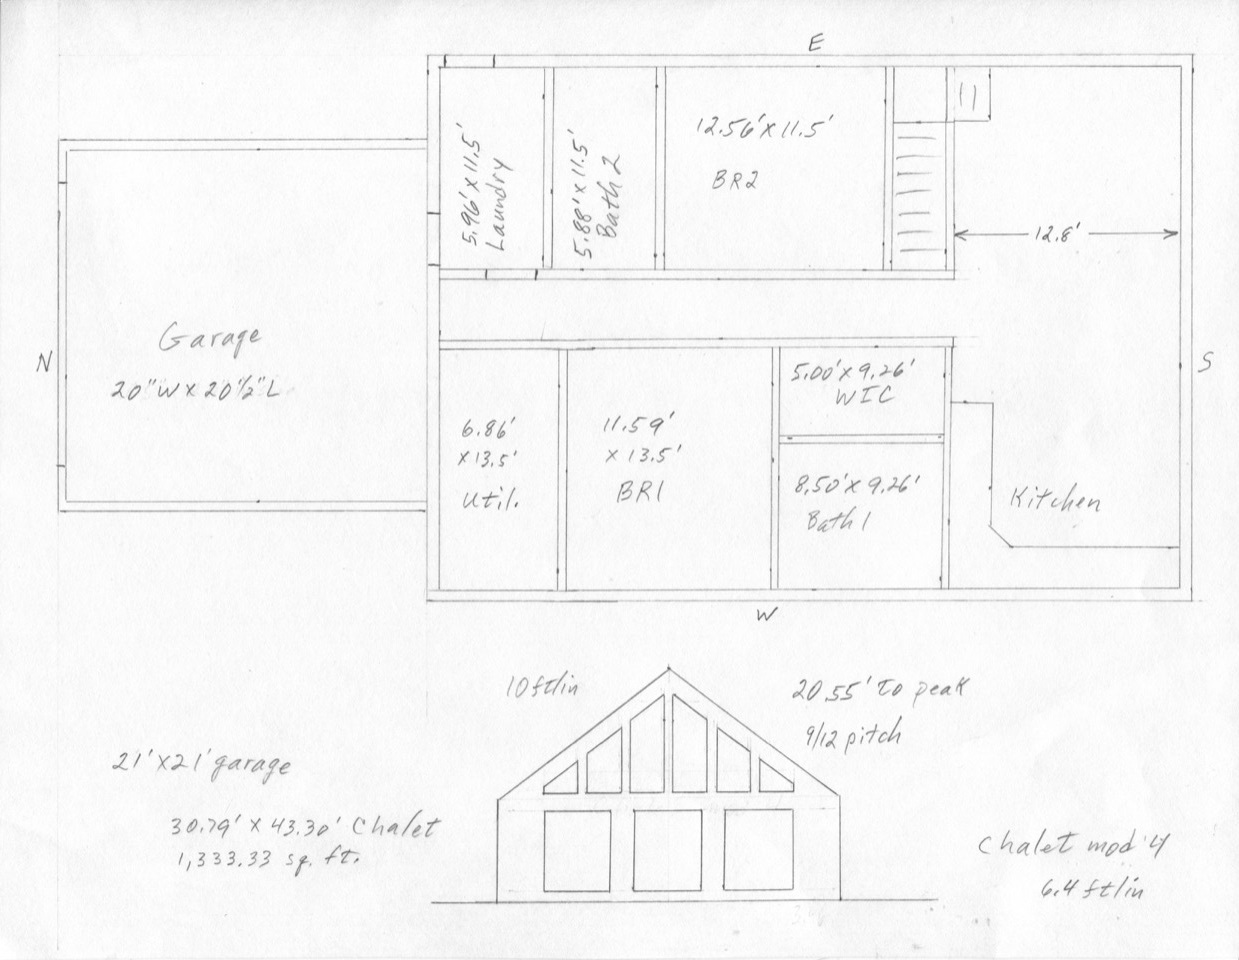 E
5.96' X 11.5'
Laundry
5.88' X 11.5'
Bath 2
12.56' X 11.5'
BR2
12.8'
N
Garage
20"W X 20 1/2"L
S
6.86'
X 13.5'
Util.
11.59'
X 13.5'
BR1
5.00' X 9.26'
WIC
8.50' X 9.26'
Bath 1
Kitchen
W
10 ft/in
20.55' To peak
9/12 pitch
21' X 21' garage
30.79' X 43.30' Chalet
1,333.33 sq. ft.
Chalet mod 4
6.4 ft/in